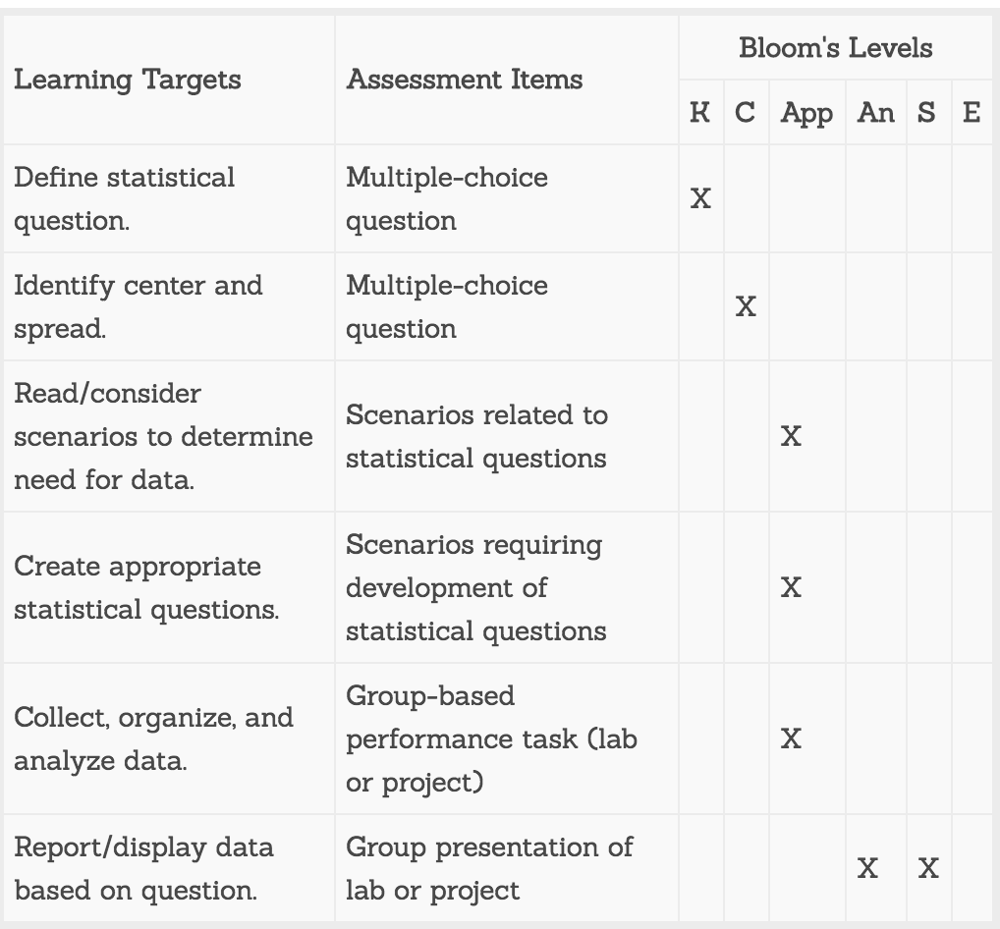 Learning Targets
Assessment Items
Bloom's Levels
K C App An S E
Define statistical
question.
Multiple-choice
question
X
Identify center and
spread.
Multiple-choice
question
X
Read/consider
scenarios to determine
need for data.
Scenarios related to
statistical questions
X
Create appropriate
statistical questions.
Scenarios requiring
development of
statistical questions
X
Collect, organize, and
analyze data.
Group-based
performance task (lab
or project)
X
Report/display data
based on question.
Group presentation of
lab or project
X X